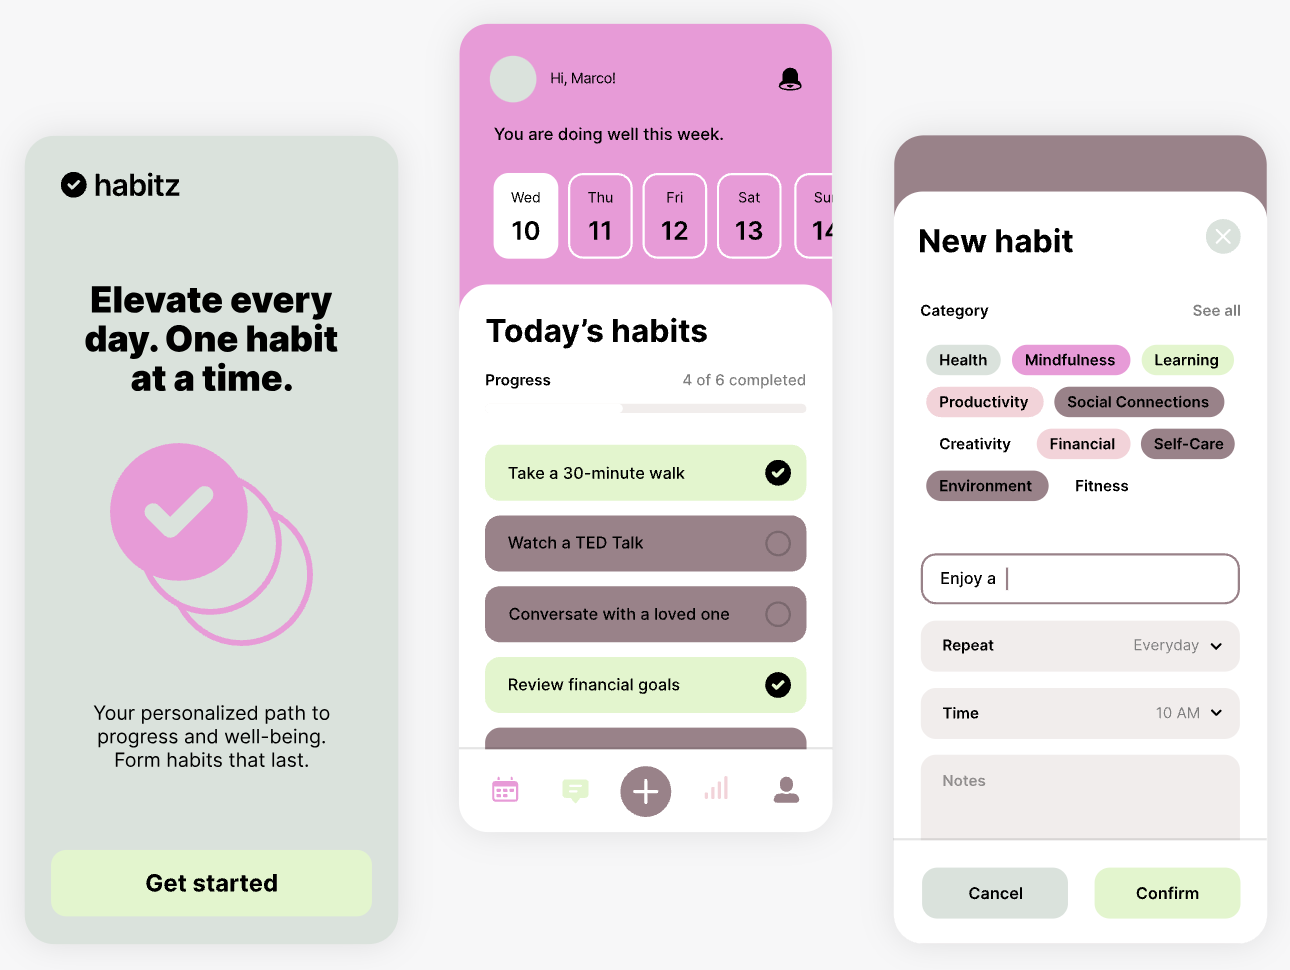 habitz
Elevate every
day. One habit
at a time.
Your personalized path to
progress and well-being.
Form habits that last.
Get started
Hi, Marco!
You are doing well this week.
Wed Thu Fri Sat
10 11 12 13
Today’s habits
Progress 4 of 6 completed
Take a 30-minute walk
Watch a TED Talk
Conversate with a loved one
Review financial goals
New habit
Category See all
Health Mindfulness Learning
Productivity Social Connections
Creativity Financial Self-Care
Environment Fitness
Enjoy a
Repeat Everyday
Time 10 AM
Notes
Cancel Confirm